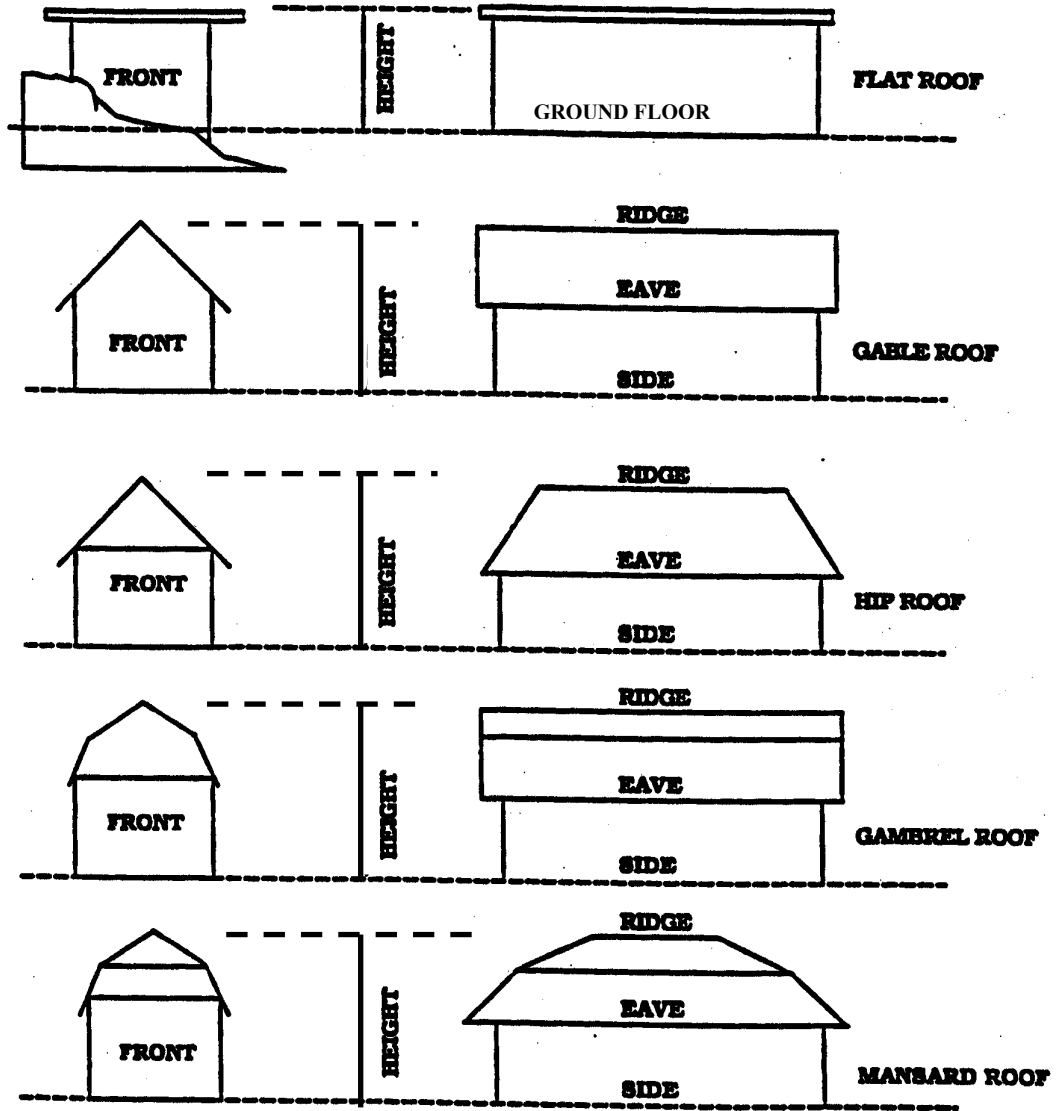 FRONT
HEIGHT
GROUND FLOOR
FLAT ROOF
RIDGE
EAVE
FRONT
HEIGHT
SIDE
GABLE ROOF
RIDGE
EAVE
FRONT
HEIGHT
SIDE
HIP ROOF
RIDGE
EAVE
FRONT
HEIGHT
SIDE
GAMBREL ROOF
RIDGE
EAVE
FRONT
HEIGHT
SIDE
MANSARD ROOF